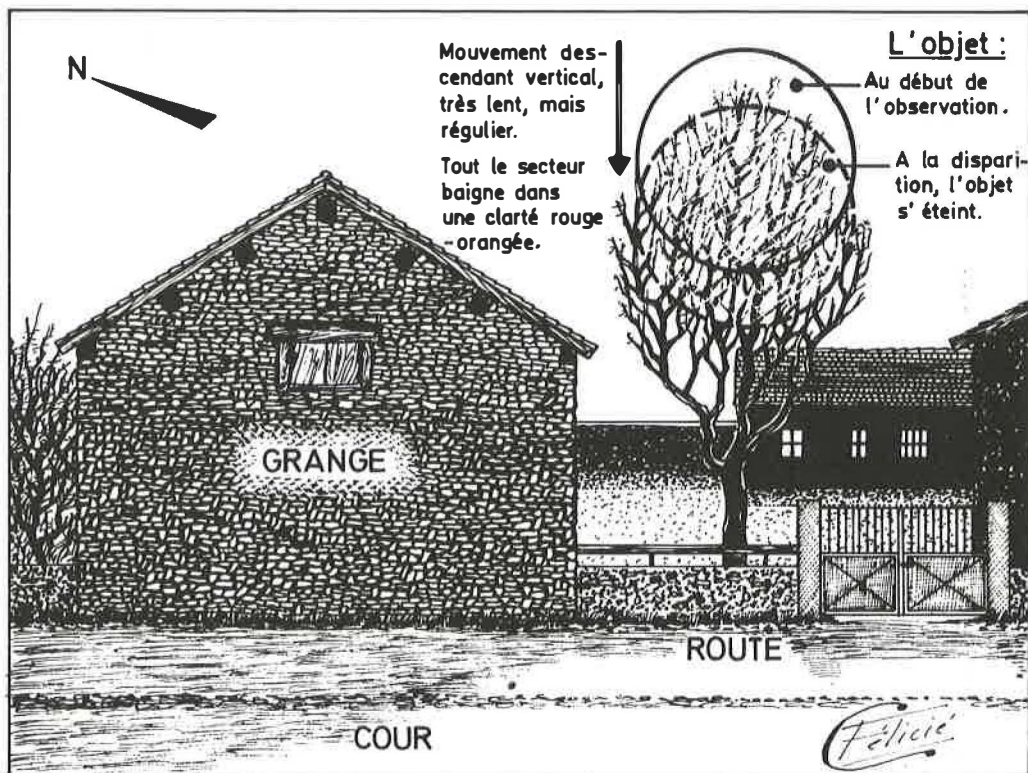 N
Mouvement des-
cendant vertical,
très lent, mais
régulier.
Tout le secteur
baigne dans
une clarté rouge
-orangée.
L'objet :
Au début de
l'observation.
A la dispari-
tion, l'objet
s'éteint.
GRANGE
ROUTE
COUR
Félicié